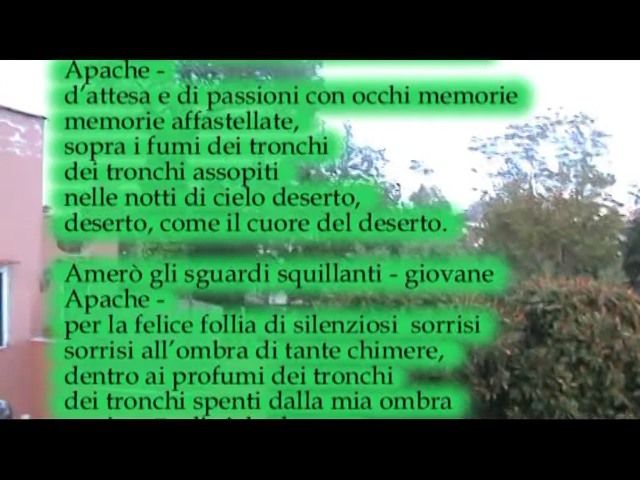 Apache -
d'attesa e di passioni con occhi memorie
memorie affastellate,
sopra i fumi dei tronchi
dei tronchi assopiti
nelle notti di cielo deserto,
deserto, come il cuore del deserto.
Amerò gli sguardi squillanti - giovane
Apache -
per la felice follia di silenziosi sorrisi
sorrisi all'ombra di tante chimere,
dentro ai profumi dei tronchi
dei tronchi spenti dalla mia ombra